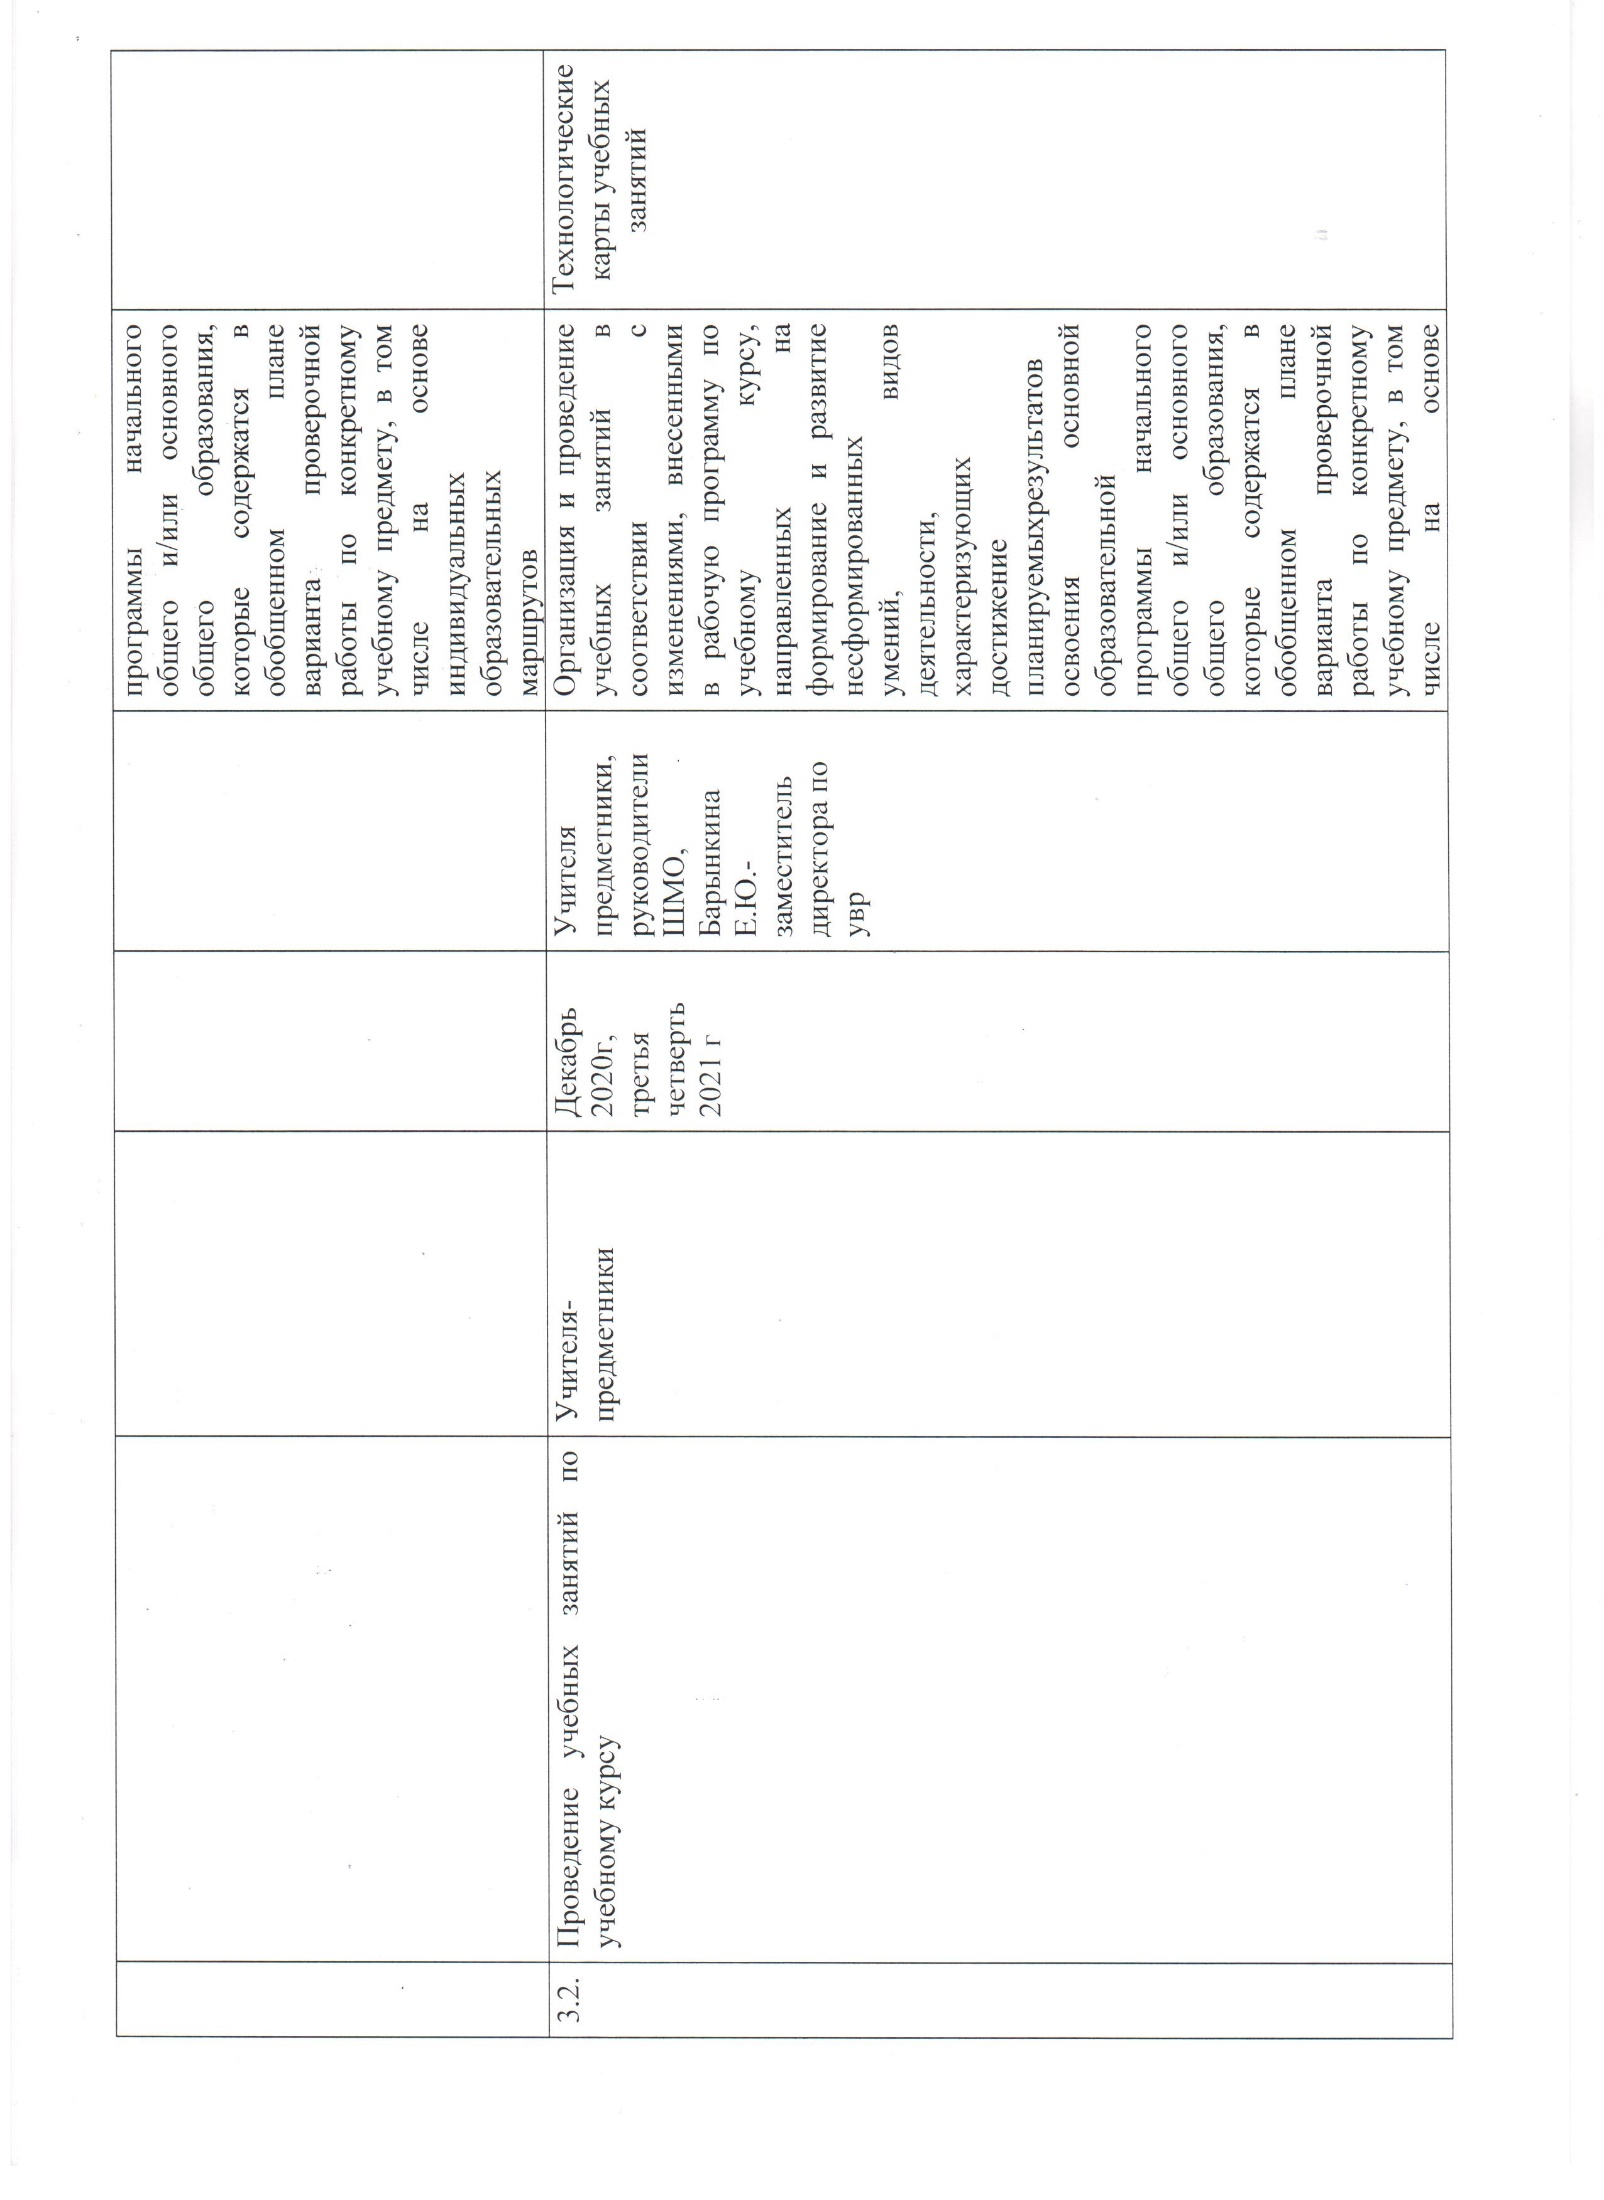 программы начального
общего и/или основного
общего образования,
которые содержатся в
обобщенном плане
варианта проверочной
работы по конкретному
учебному предмету, в том
числе на основе
индивидуальных
образовательных
маршрутов
3.2.
Проведение учебных занятий по
учебному курсу
Учителя-
предметники
Декабрь
2020г,
третья
четверть
2021 г
Учителя
предметники,
руководители
ШМО,
Барынкина
Е.Ю.-
заместитель
директора по
увр
Организация и проведение
учебных занятий в
соответствии с
изменениями, внесенными
в рабочую программу по
учебному курсу,
направленных на
формирование и развитие
несформированных
умений, видов
деятельности,
характеризующих
достижение
планируемыхрезультатов
освоения основной
образовательной
программы начального
общего и/или основного
общего образования,
которые содержатся в
обобщенном плане
варианта проверочной
работы по конкретному
учебному предмету, в том
числе на основе
Технологические
карты учебных
занятий